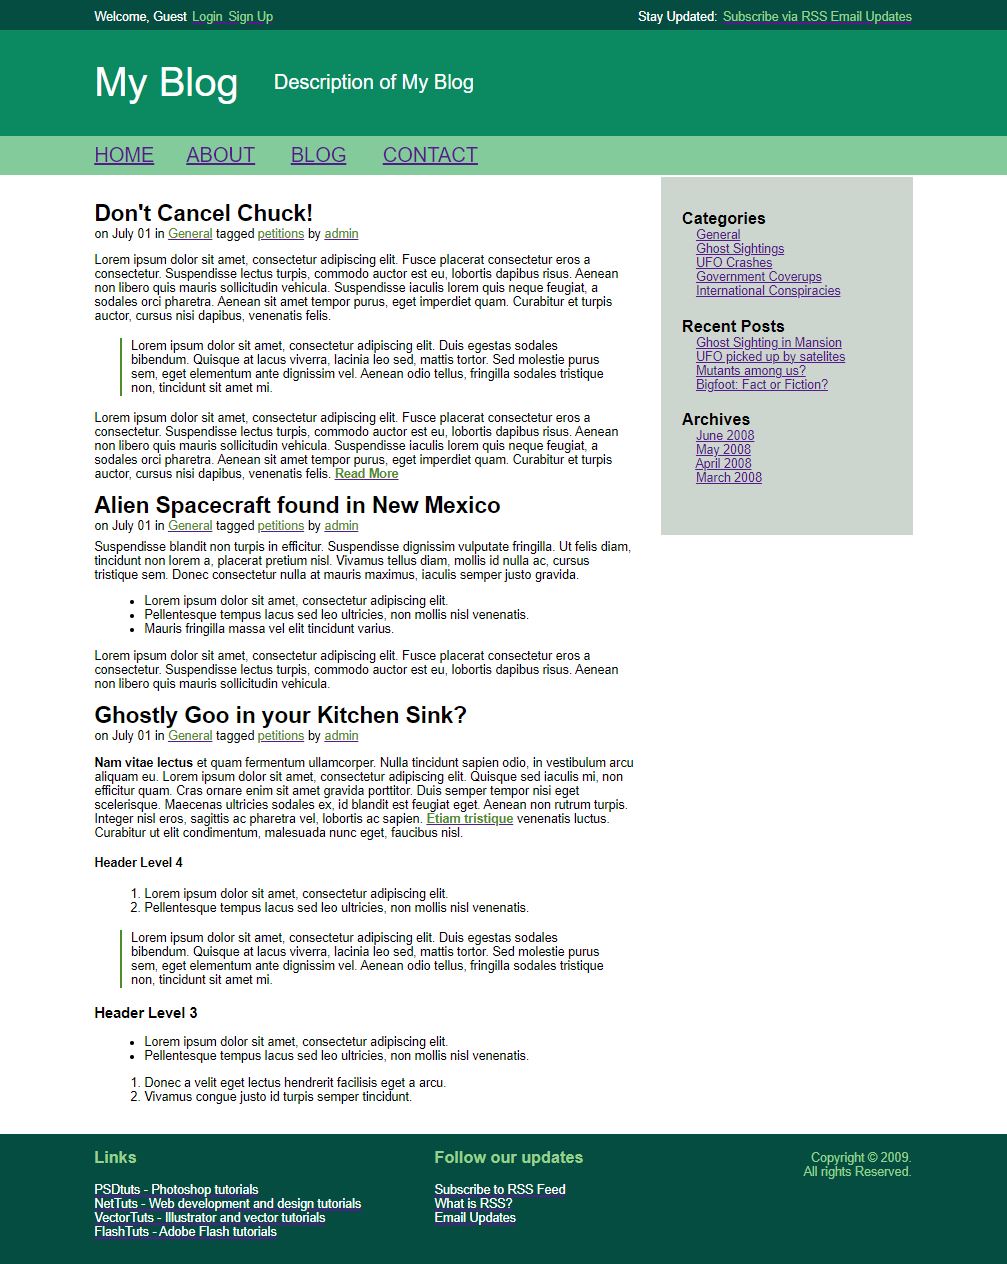 Welcome, Guest Login Sign Up
Stay Updated: Subscribe via RSS Email Updates
My Blog
Description of My Blog
HOME ABOUT BLOG CONTACT
Don't Cancel Chuck!
on July 01 in General tagged petitions by admin
Lorem ipsum dolor sit amet, consectetur adipiscing elit. Fusce placerat consectetur eros a
consectetur. Suspendisse lectus turpis, commodo auctor est eu, lobortis dapibus risus. Aenean
non libero quis mauris sollicitudin vehicula. Suspendisse iaculis lorem quis neque feugiat, a
sodales orci pharetra. Aenean sit amet tempor purus, eget imperdiet quam. Curabitur et turpis
auctor, cursus nisi dapibus, venenatis felis.
Lorem ipsum dolor sit amet, consectetur adipiscing elit. Duis egestas sodales
bibendum. Quisque at lacus viverra, lacinia leo sed, mattis tortor. Sed molestie purus
sem, eget elementum ante dignissim vel. Aenean odio tellus, fringilla sodales tristique
non, tincidunt sit amet mi.
Lorem ipsum dolor sit amet, consectetur adipiscing elit. Fusce placerat consectetur eros a
consectetur. Suspendisse lectus turpis, commodo auctor est eu, lobortis dapibus risus. Aenean
non libero quis mauris sollicitudin vehicula. Suspendisse iaculis lorem quis neque feugiat, a
sodales orci pharetra. Aenean sit amet tempor purus, eget imperdiet quam. Curabitur et turpis
auctor, cursus nisi dapibus, venenatis felis. Read More
Alien Spacecraft found in New Mexico
on July 01 in General tagged petitions by admin
Suspendisse blandit non turpis in efficitur. Suspendisse dignissim vulputate fringilla. Ut felis diam,
tincidunt non lorem a, placerat pretium nisl. Vivamus tellus diam, mollis id nulla ac, cursus
tristique sem. Donec consectetur nulla at mauris maximus, iaculis semper justo gravida.
• Lorem ipsum dolor sit amet, consectetur adipiscing elit.
• Pellentesque tempus lacus sed leo ultricies, non mollis nisl venenatis.
• Mauris fringilla massa vel elit tincidunt varius.
Lorem ipsum dolor sit amet, consectetur adipiscing elit. Fusce placerat consectetur eros a
consectetur. Suspendisse lectus turpis, commodo auctor est eu, lobortis dapibus risus. Aenean
non libero quis mauris sollicitudin vehicula.
Ghostly Goo in your Kitchen Sink?
on July 01 in General tagged petitions by admin
Nam vitae lectus et quam fermentum ullamcorper. Nulla tincidunt sapien odio, in vestibulum arcu
aliquam eu. Lorem ipsum dolor sit amet, consectetur adipiscing elit. Quisque sed iaculis mi, non
efficitur quam. Cras ornare enim sit amet gravida porttitor. Duis semper tempor nisi eget
scelerisque. Maecenas ultricies sodales ex, id blandit est feugiat eget. Aenean non rutrum turpis.
Integer nisl eros, sagittis ac pharetra vel, lobortis ac sapien. Etiam tristique venenatis luctus.
Curabitur ut elit condimentum, malesuada nunc eget, faucibus nisl.
Header Level 4
1. Lorem ipsum dolor sit amet, consectetur adipiscing elit.
2. Pellentesque tempus lacus sed leo ultricies, non mollis nisl venenatis.
Lorem ipsum dolor sit amet, consectetur adipiscing elit. Duis egestas sodales
bibendum. Quisque at lacus viverra, lacinia leo sed, mattis tortor. Sed molestie purus
sem, eget elementum ante dignissim vel. Aenean odio tellus, fringilla sodales tristique
non, tincidunt sit amet mi.
Header Level 3
• Lorem ipsum dolor sit amet, consectetur adipiscing elit.
• Pellentesque tempus lacus sed leo ultricies, non mollis nisl venenatis.
1. Donec a velit eget lectus hendrerit facilisis eget a arcu.
2. Vivamus congue justo id turpis semper tincidunt.
Categories
General
Ghost Sightings
UFO Crashes
Government Coverups
International Conspiracies
Recent Posts
Ghost Sighting in Mansion
UFO picked up by satelites
Mutants among us?
Bigfoot: Fact or Fiction?
Archives
June 2008
May 2008
April 2008
March 2008
Links
PSDtuts - Photoshop tutorials
NetTuts - Web development and design tutorials
VectorTuts - Illustrator and vector tutorials
FlashTuts - Adobe Flash tutorials
Follow our updates
Subscribe to RSS Feed
What is RSS?
Email Updates
Copyright © 2009.
All rights Reserved.